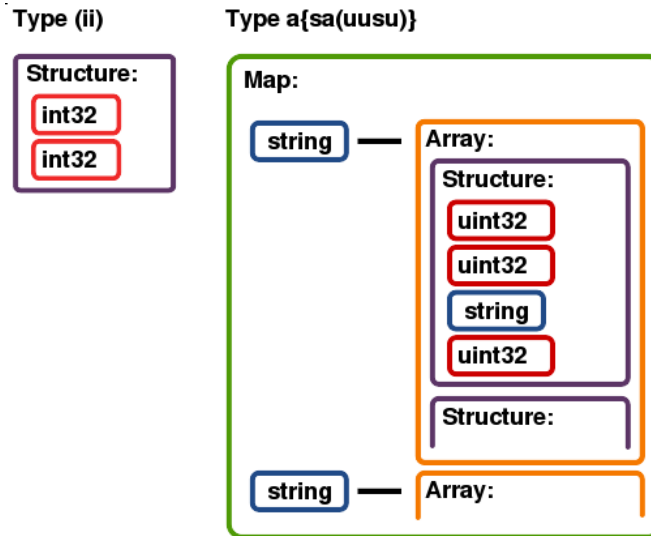 Type (ii)
Type a{sa(uusu)}
Structure:
int32
int32
Map:
string
Array:
Structure:
uint32
uint32
string
uint32
Structure:
string
Array: